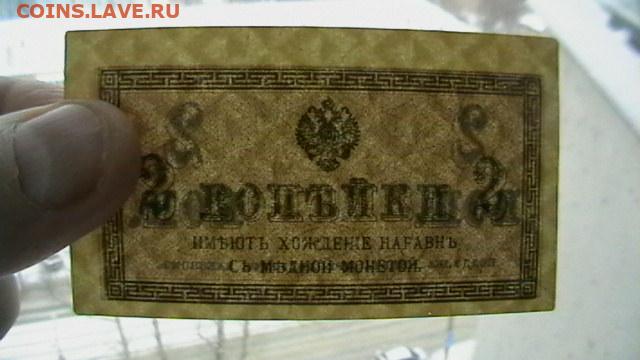 COINS.LAVE.RU
КОПѢЙКИ
ИМѢЮТЪ ХОЖДЕНІЕ НАРАВНѢ
СЪ МѢДНОЙ МОНЕТОЙ.